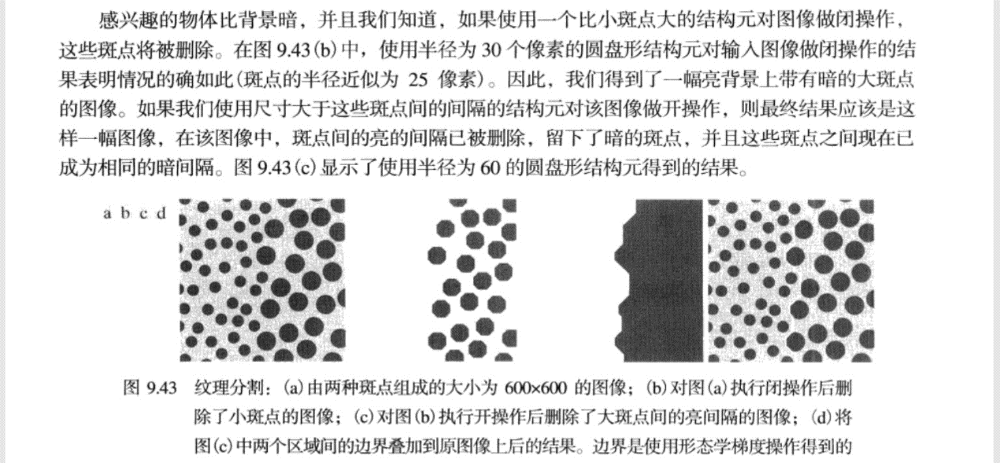 感兴趣的物体比背景暗，并且我们知道，如果使用一个比小斑点大的结构元对图像做闭操作，
这些斑点将被删除。在图 9.43(b)中，使用半径为 30 个像素的圆盘形结构元对输入图像做闭操作的结
果表明情况的确如此(斑点的半径近似为 25 像素)。因此，我们得到了一幅亮背景上带有暗的大斑点
的图像。如果我们使用尺寸大于这些斑点间的间隔的结构元对该图像做开操作，则最终结果应该是这
样一幅图像，在该图像中，斑点间的亮的间隔已被删除，留下了暗的斑点，并且这些斑点之间现在已
成为相同的暗间隔。图 9.43(c)显示了使用半径为 60 的圆盘形结构元得到的结果。
a b c d
图 9.43 纹理分割：(a)由两种斑点组成的大小为 600×600 的图像；(b)对图(a)执行闭操作后删
除了小斑点的图像；(c)对图(b)执行开操作后删除了大斑点间的亮间隔的图像；(d)将
图(c)中两个区域间的边界叠加到原图像上后的结果。边界是使用形态学梯度操作得到的